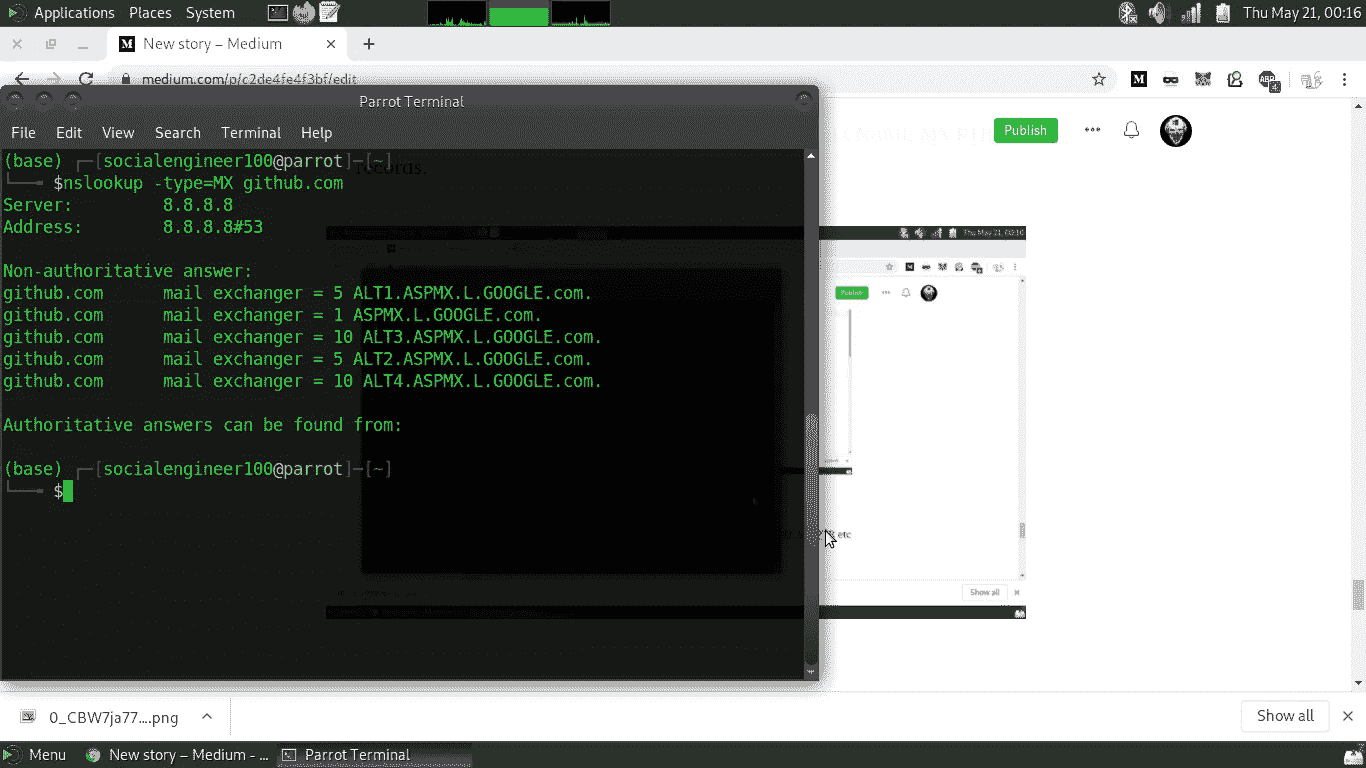 Applications Places System
Thu May 21, 00:16
New story – Medium
medium.com/p/c2de4fe4f3bf/edit
Parrot Terminal
File Edit View Search Terminal Help
Publish
(base) ┌─[socialengineer100@parrot]─[~]
records.
└──╼ $nslookup -type=MX github.com
Server: 8.8.8.8
Address: 8.8.8.8#53
Thu May 21, 00:10
Non-authoritative answer:
github.com mail exchanger = 5 ALT1.ASPMX.L.GOOGLE.com.
Publish
github.com mail exchanger = 1 ASPMX.L.GOOGLE.com.
github.com mail exchanger = 10 ALT3.ASPMX.L.GOOGLE.com.
github.com mail exchanger = 5 ALT2.ASPMX.L.GOOGLE.com.
github.com mail exchanger = 10 ALT4.ASPMX.L.GOOGLE.com.
Authoritative answers can be found from:
(base) ┌─[socialengineer100@parrot]─[~]
└──╼ $
etc
Show all
0_CBW7ja77....png
Show all
Menu New story – Medium - ... Parrot Terminal